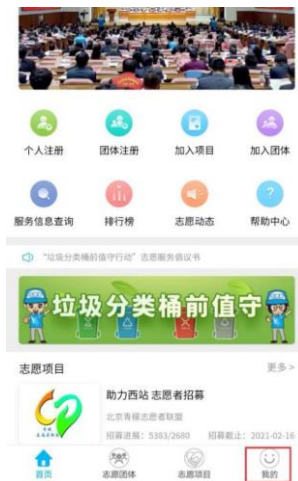 个人注册 团体注册 加入项目 加入团体
服务信息查询 排行榜 志愿动态 帮助中心
“垃圾分类桶前值守行动”志愿服务倡议书
垃圾分类桶前值守
志愿项目 更多>
助力西站 志愿者招募
北京青檬志愿者联盟
招募进展：5383/2680 招募截止：2021-02-16
首页 志愿团体 志愿项目 我的